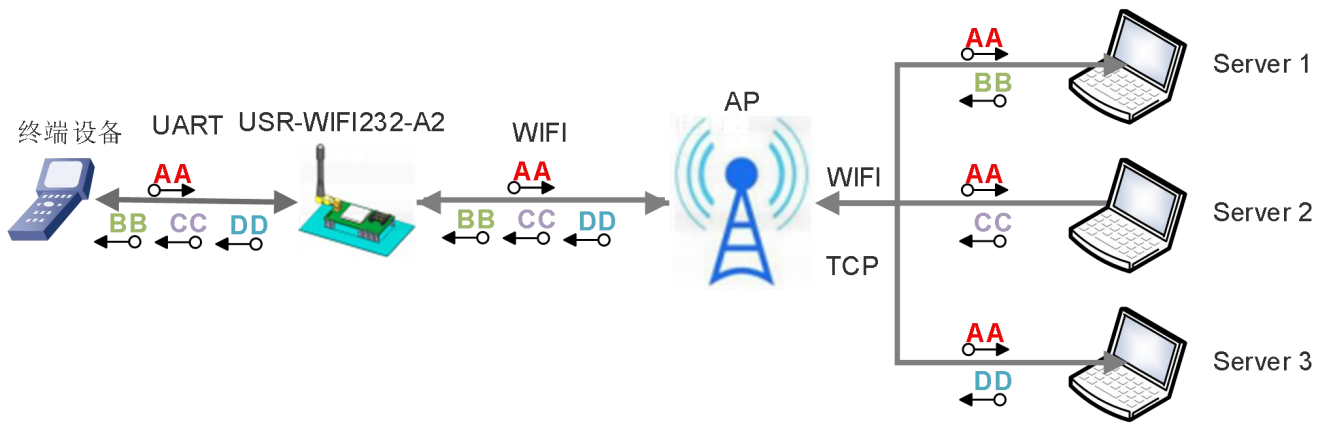 终端设备
UART
USR-WIFI232-A2
WIFI
AP
WIFI
TCP
AA
BB
CC
DD
AA
BB
CC
DD
AA
BB
Server 1
AA
CC
Server 2
AA
DD
Server 3